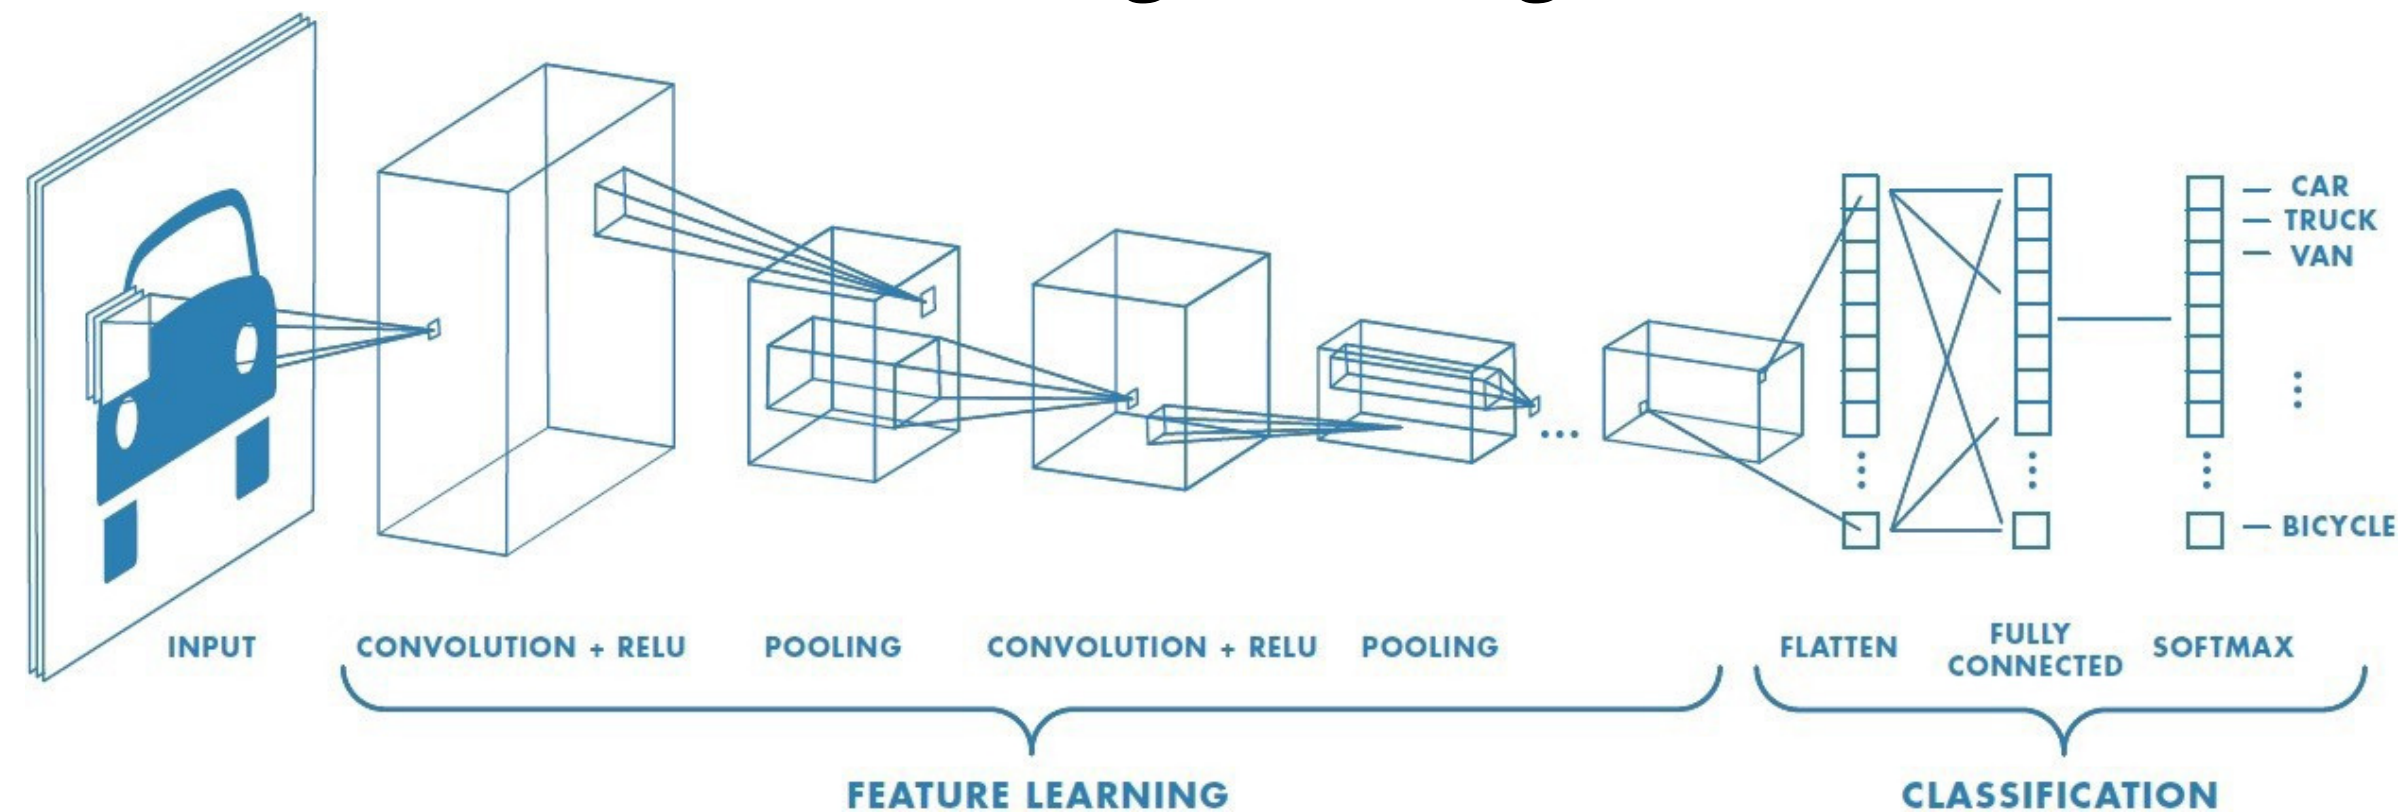 CAR
TRUCK
VAN
BICYCLE
INPUT
CONVOLUTION + RELU
POOLING
CONVOLUTION + RELU
POOLING
FLATTEN
FULLY
CONNECTED
SOFTMAX
FEATURE LEARNING
CLASSIFICATION